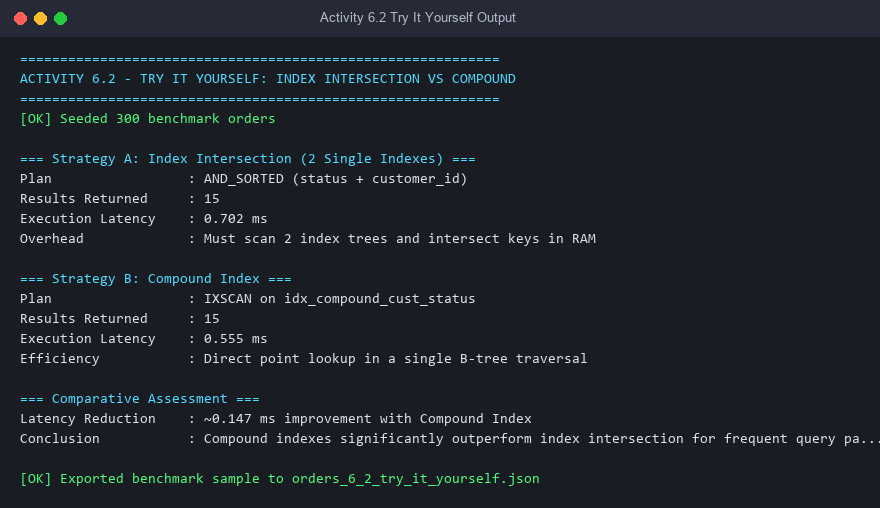 Activity 6.2 Try It Yourself Output
============================================================
ACTIVITY 6.2 - TRY IT YOURSELF: INDEX INTERSECTION VS COMPOUND
============================================================
[OK] Seeded 300 benchmark orders
=== Strategy A: Index Intersection (2 Single Indexes) ===
Plan : AND_SORTED (status + customer_id)
Results Returned : 15
Execution Latency : 0.702 ms
Overhead : Must scan 2 index trees and intersect keys in RAM
=== Strategy B: Compound Index ===
Plan : IXSCAN on idx_compound_cust_status
Results Returned : 15
Execution Latency : 0.555 ms
Efficiency : Direct point lookup in a single B-tree traversal
=== Comparative Assessment ===
Latency Reduction : ~0.147 ms improvement with Compound Index
Conclusion : Compound indexes significantly outperform index intersection for frequent query pa...
[OK] Exported benchmark sample to orders_6_2_try_it_yourself.json